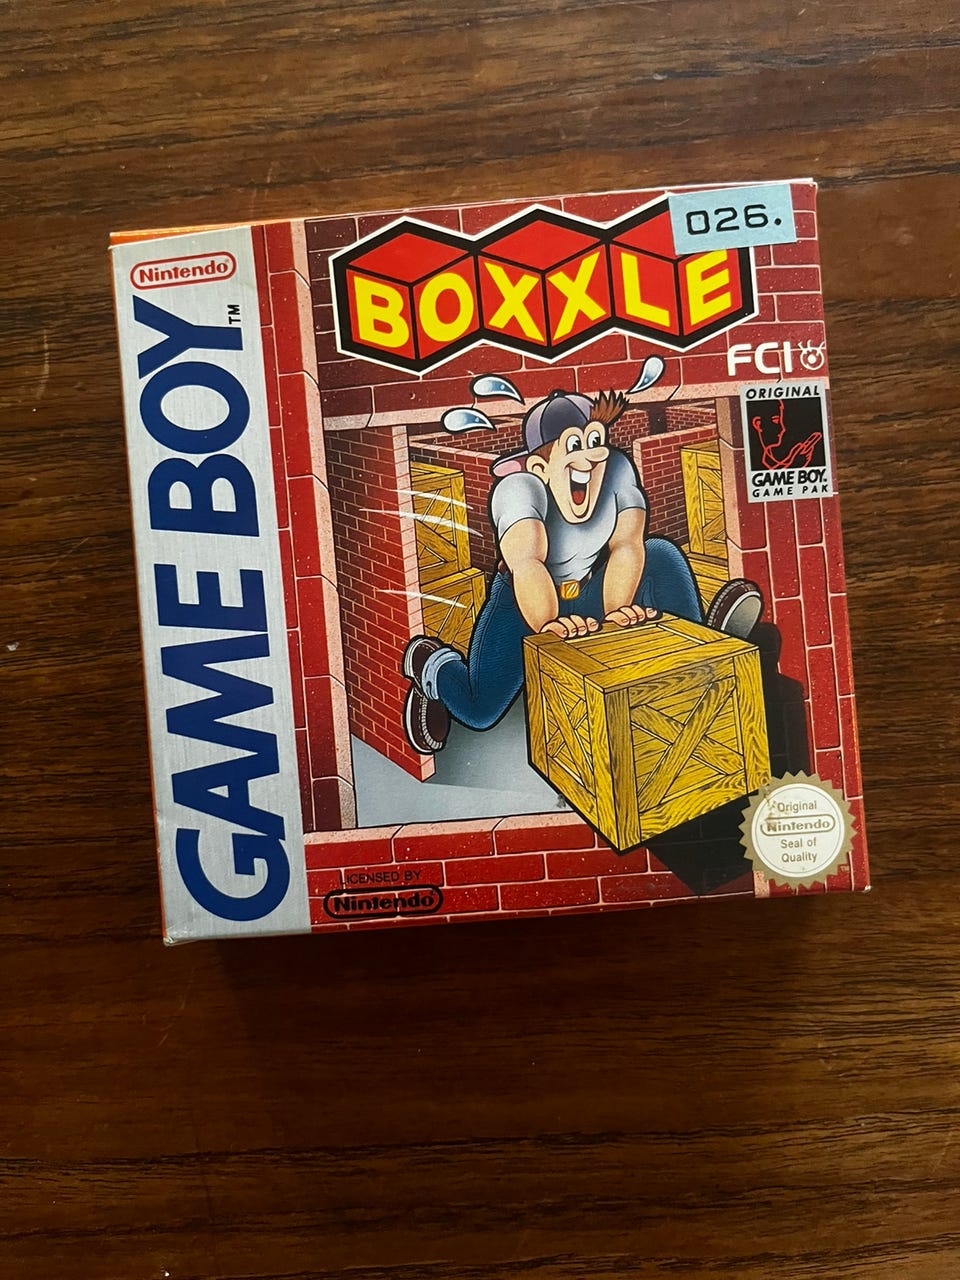 026.
Nintendo
GAME BOY™
BOXXLE
FCI
ORIGINAL
GAME BOY.
GAME PAK
Original
Nintendo
Seal of
Quality
LICENSED BY
Nintendo